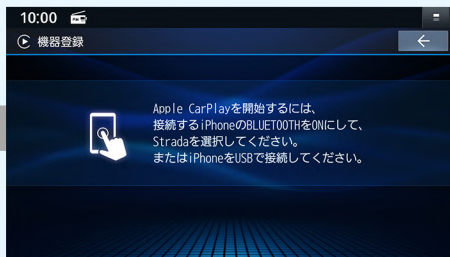 10:00
機器登録
Apple CarPlayを開始するには、
接続するiPhoneのBLUETOOTHをONにして、
Stradaを選択してください。
またはiPhoneをUSBで接続してください。